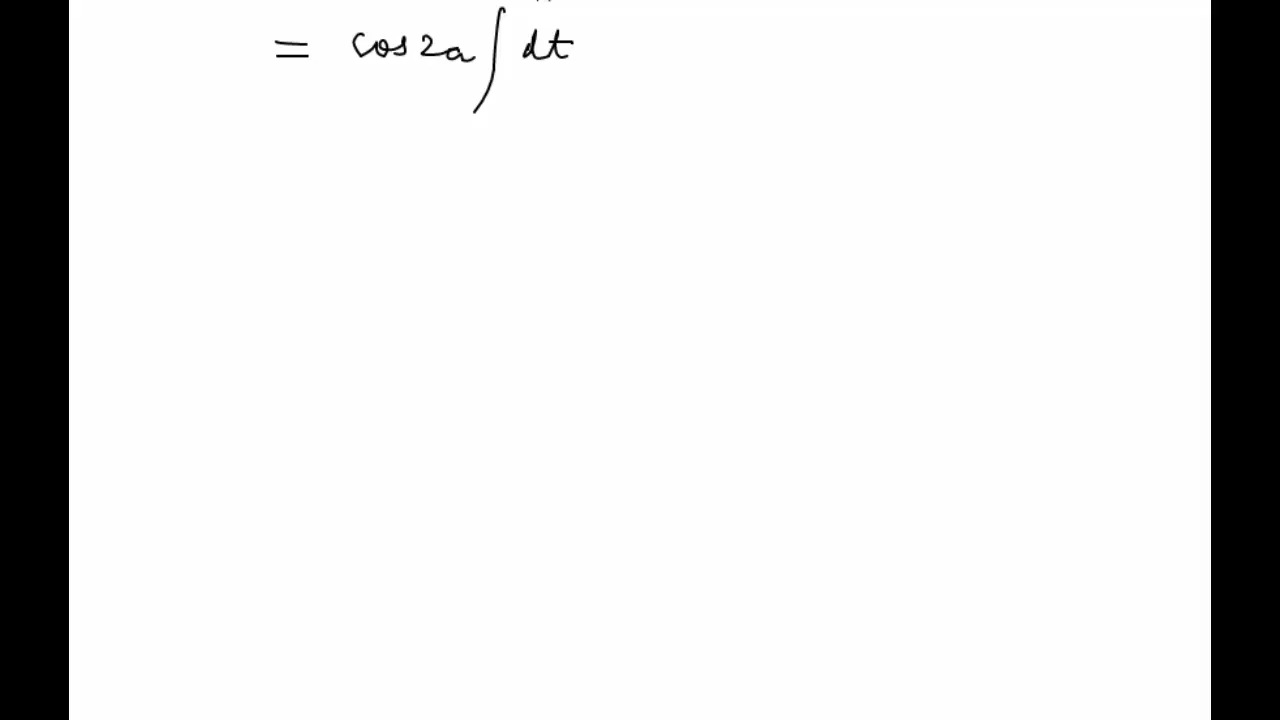 = cos 2a ∫ dt